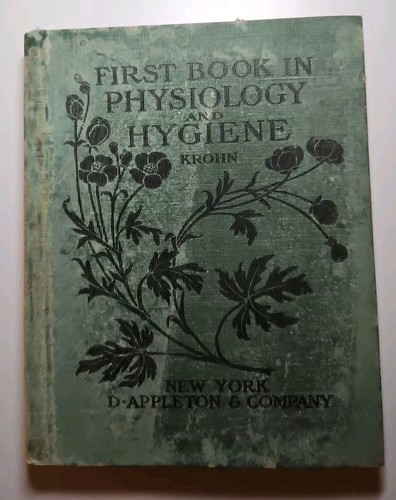 FIRST BOOK IN
PHYSIOLOGY
AND
HYGIENE
KROHN
NEW YORK
D·APPLETON & COMPANY